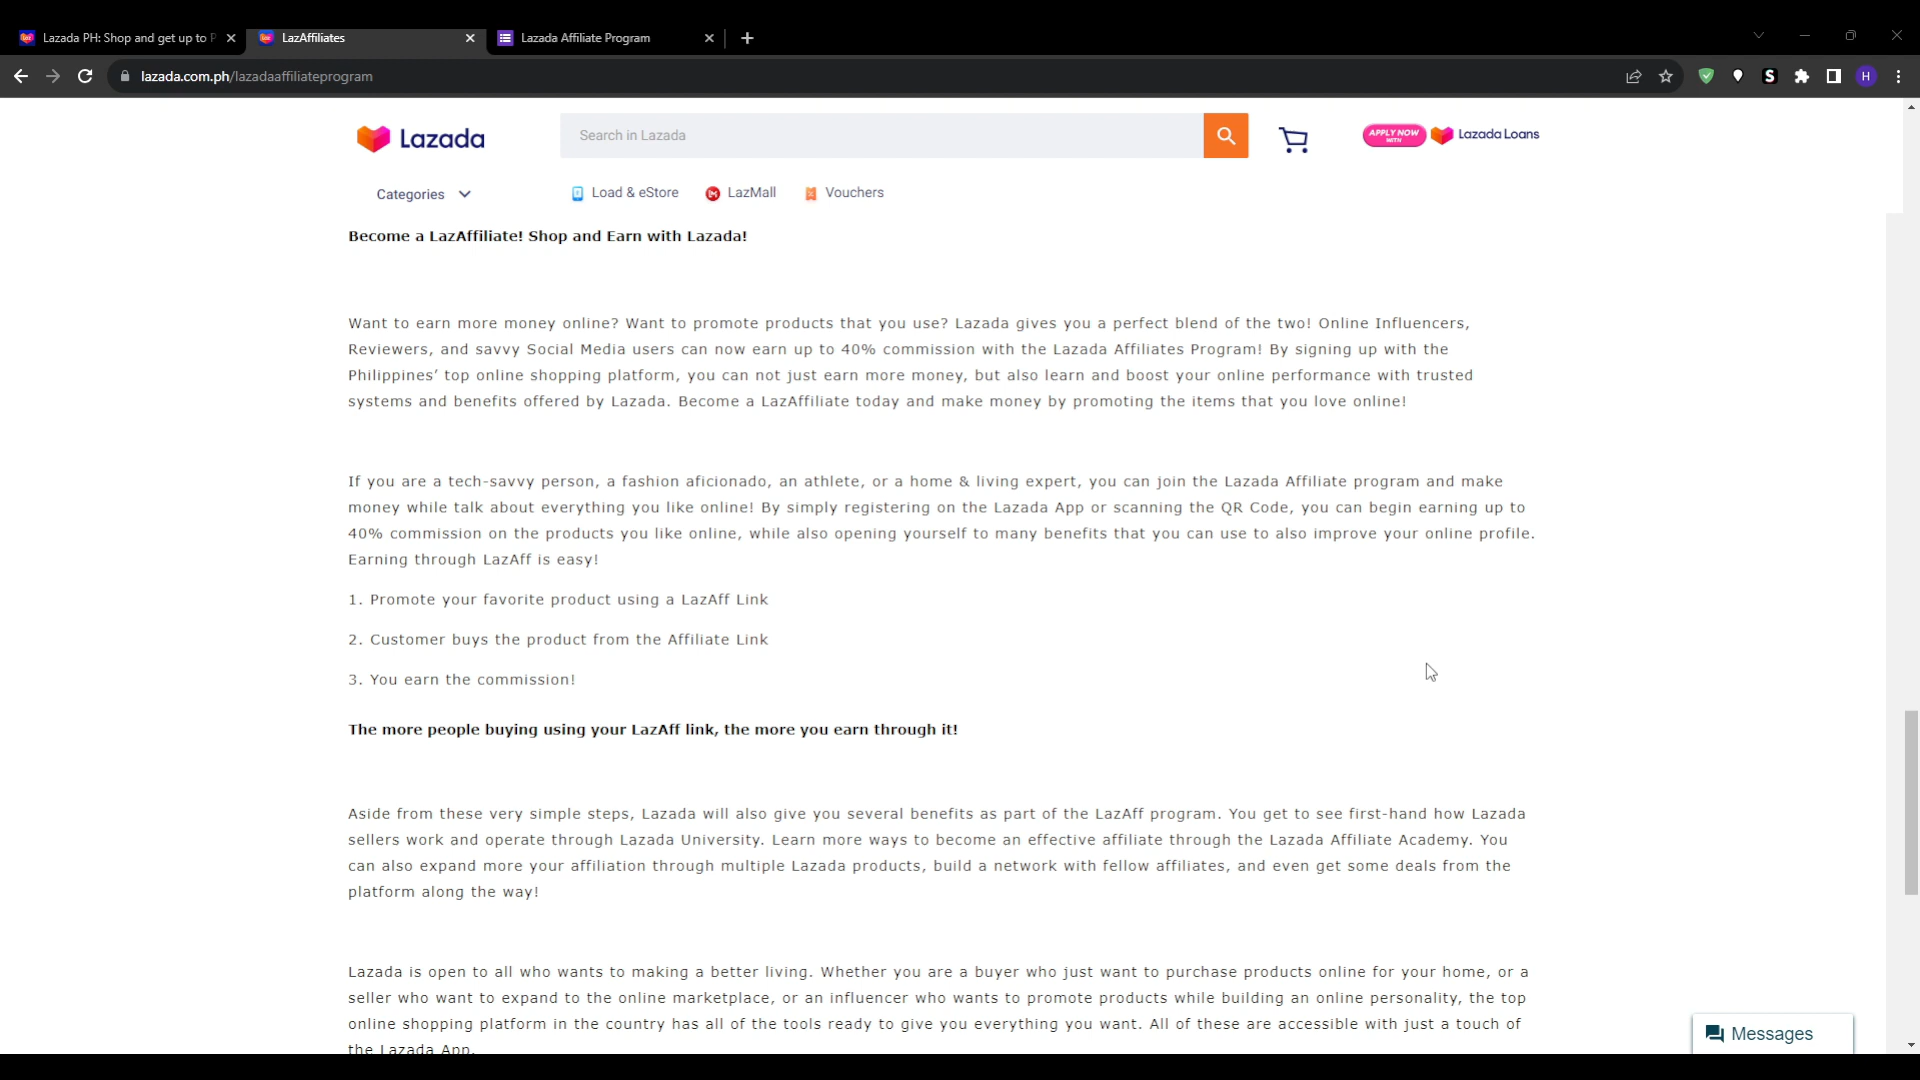 Lazada PH: Shop and get up to P
LazAffiliates
Lazada Affiliate Program
lazada.com.ph/lazadaaffiliateprogram
S
H
Lazada
Search in Lazada
APPLY NOW
WITH
Lazada Loans
Categories
Load & eStore
LazMall
Vouchers
Become a LazAffiliate! Shop and Earn with Lazada!
Want to earn more money online? Want to promote products that you use? Lazada gives you a perfect blend of the two! Online Influencers,
Reviewers, and savvy Social Media users can now earn up to 40% commission with the Lazada Affiliates Program! By signing up with the
Philippines' top online shopping platform, you can not just earn more money, but also learn and boost your online performance with trusted
systems and benefits offered by Lazada. Become a LazAffiliate today and make money by promoting the items that you love online!
If you are a tech-savvy person, a fashion aficionado, an athlete, or a home & living expert, you can join the Lazada Affiliate program and make
money while talk about everything you like online! By simply registering on the Lazada App or scanning the QR Code, you can begin earning up to
40% commission on the products you like online, while also opening yourself to many benefits that you can use to also improve your online profile.
Earning through LazAff is easy!
1. Promote your favorite product using a LazAff Link
2. Customer buys the product from the Affiliate Link
3. You earn the commission!
The more people buying using your LazAff link, the more you earn through it!
Aside from these very simple steps, Lazada will also give you several benefits as part of the LazAff program. You get to see first-hand how Lazada
sellers work and operate through Lazada University. Learn more ways to become an effective affiliate through the Lazada Affiliate Academy. You
can also expand more your affiliation through multiple Lazada products, build a network with fellow affiliates, and even get some deals from the
platform along the way!
Lazada is open to all who wants to making a better living. Whether you are a buyer who just want to purchase products online for your home, or a
seller who want to expand to the online marketplace, or an influencer who wants to promote products while building an online personality, the top
online shopping platform in the country has all of the tools ready to give you everything you want. All of these are accessible with just a touch of
the Lazada App.
Messages